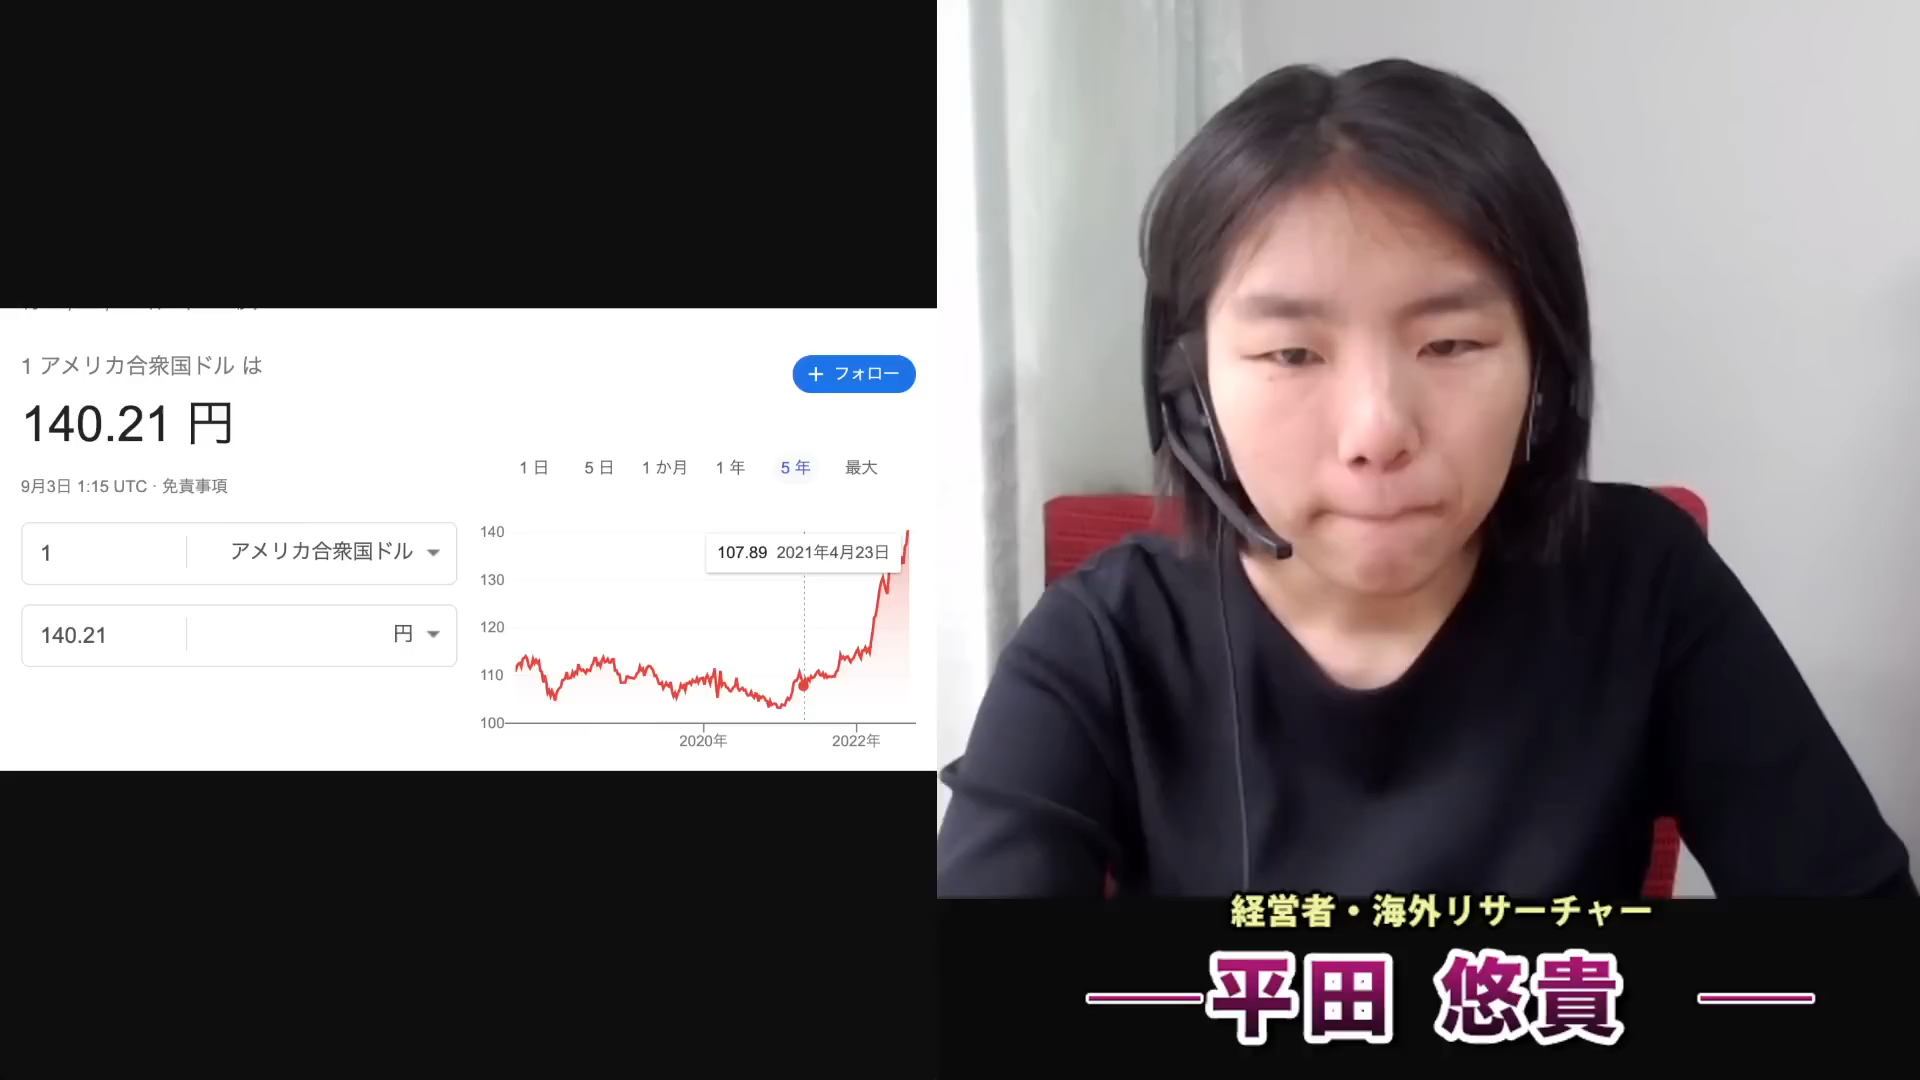 1 アメリカ合衆国ドル は
140.21 円
9月3日 1:15 UTC · 免責事項
1 アメリカ合衆国ドル
140.21 円
+ フォロー
1 日 5 日 1 か月 1 年 5 年 最大
107.89 2021年4月23日
140
130
120
110
100
2020年 2022年
経営者・海外リサーチャー
平田 悠貴